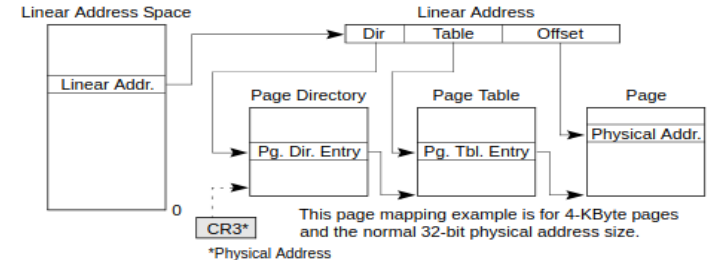 Linear Address Space
Linear Address
Dir Table Offset
Linear Addr.
Page Directory Page Table Page
Physical Addr.
Pg. Dir. Entry Pg. Tbl. Entry
0
This page mapping example is for 4-KByte pages
and the normal 32-bit physical address size.
CR3*
*Physical Address